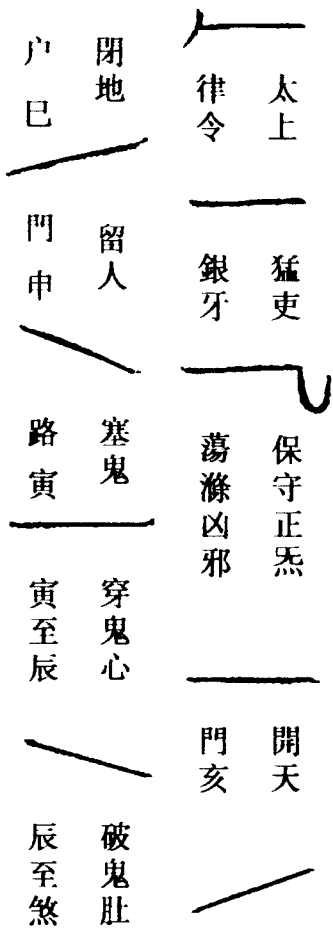 太上
律令
猛吏
銀牙
保守正炁
蕩滌凶邪
開天
門亥
閉地
户巳
留人
門申
塞鬼
路寅
穿鬼心
寅至辰
破鬼肚
辰至煞